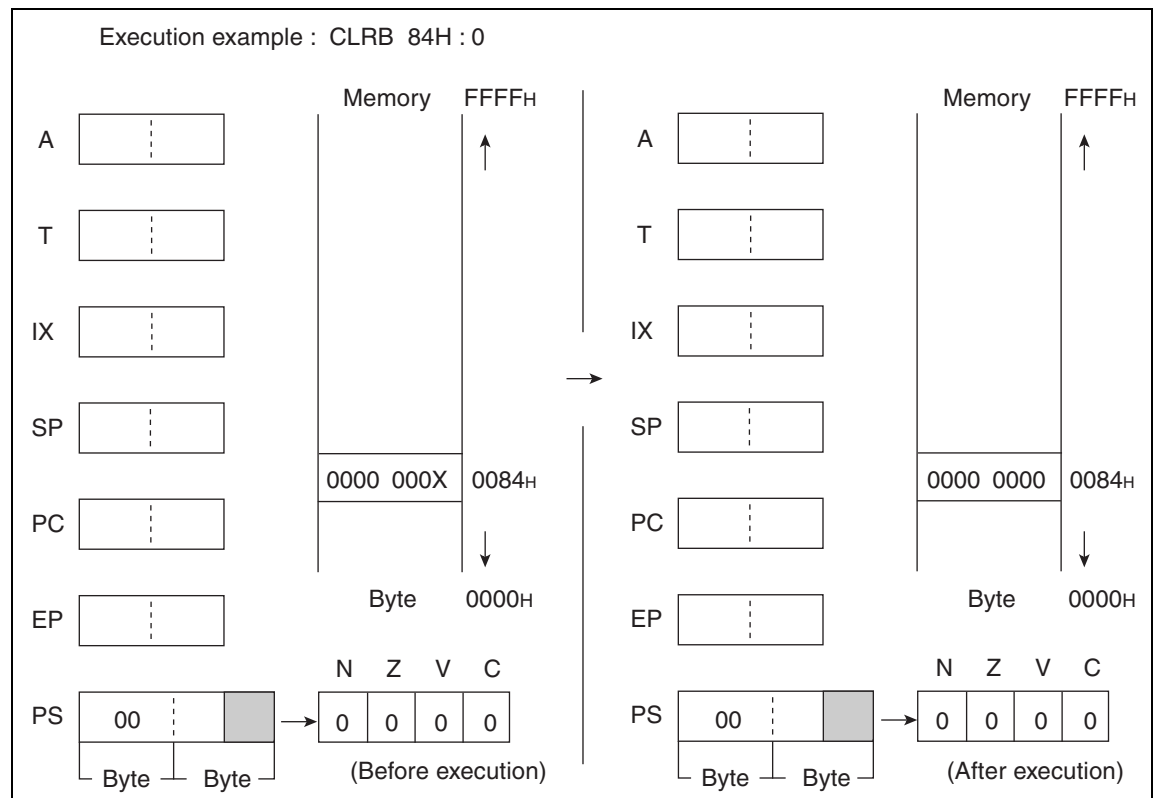 Execution example : CLRB 84H : 0
Memory FFFFH
A
T
IX
SP
0000 000X 0084H
PC
Byte 0000H
EP
N Z V C
PS 00 0 0 0 0
Byte Byte (Before execution)
Memory FFFFH
A
T
IX
SP
0000 0000 0084H
PC
Byte 0000H
EP
N Z V C
PS 00 0 0 0 0
Byte Byte (After execution)